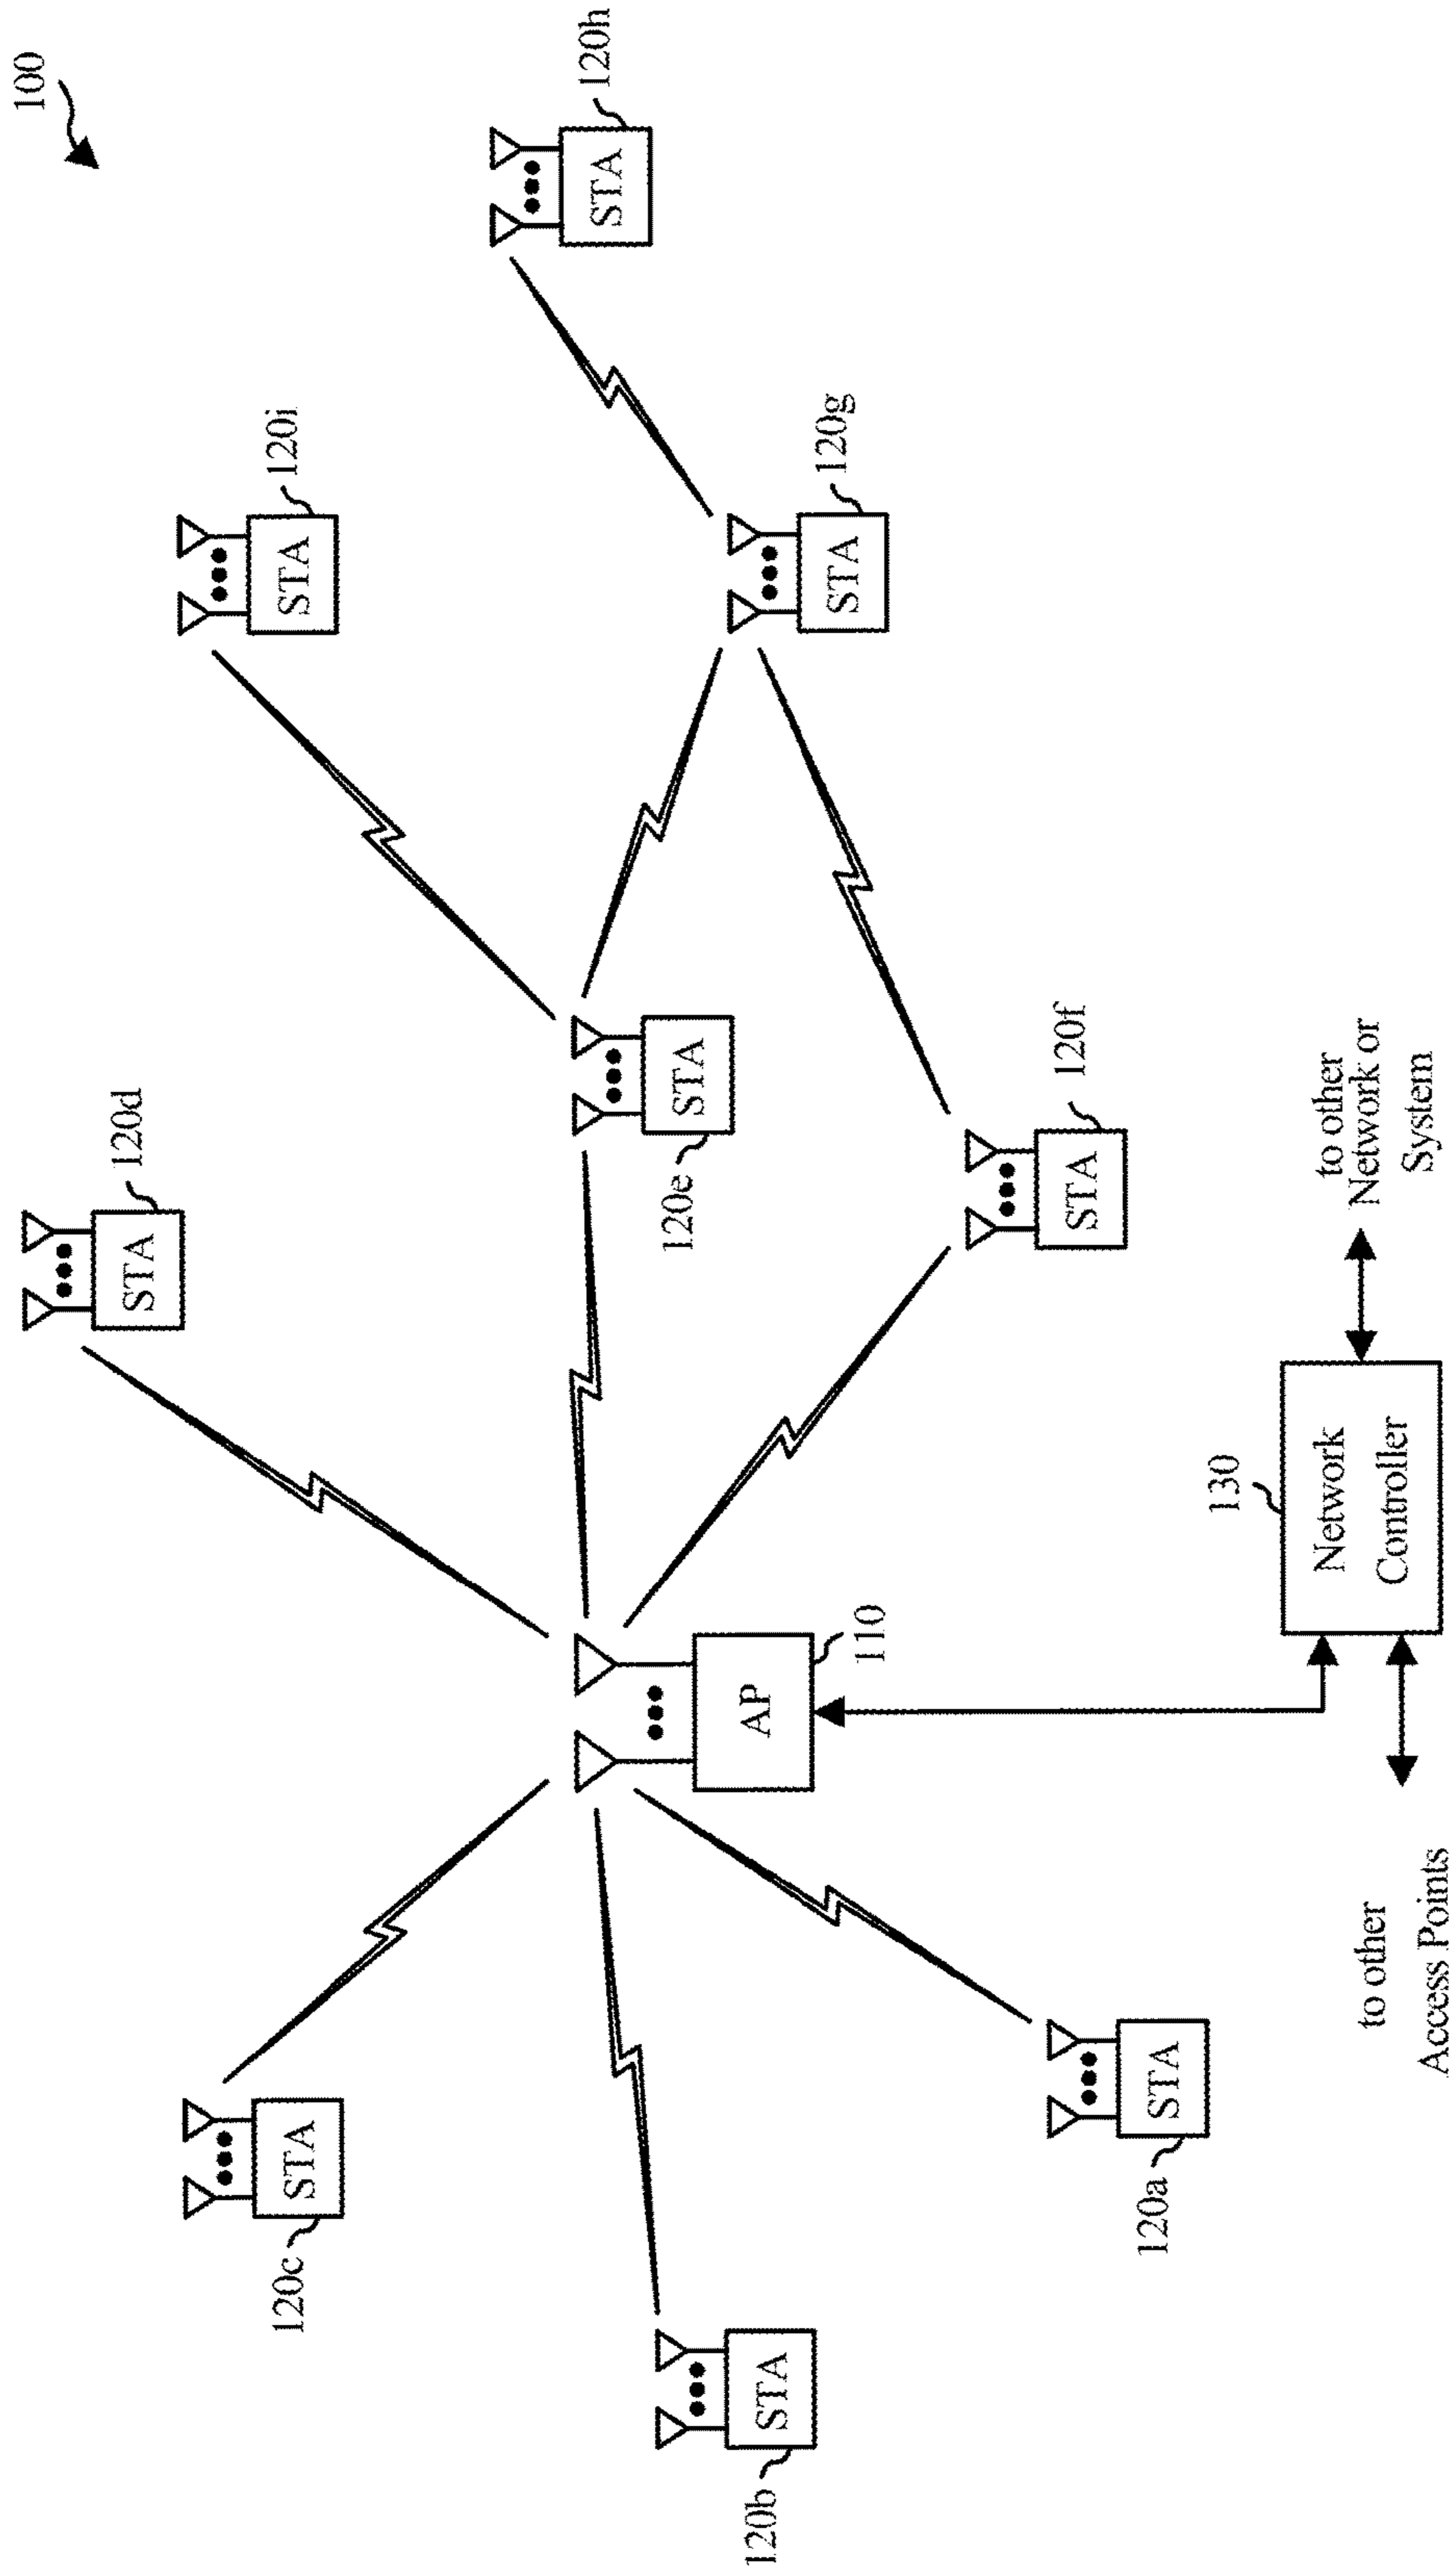 100
120d
STA
120i
STA
120c
STA
120h
STA
120e
STA
120b
STA
AP
110
120g
STA
120f
STA
120a
STA
130
Network
Controller
to other
Network or
System
to other
Access Points